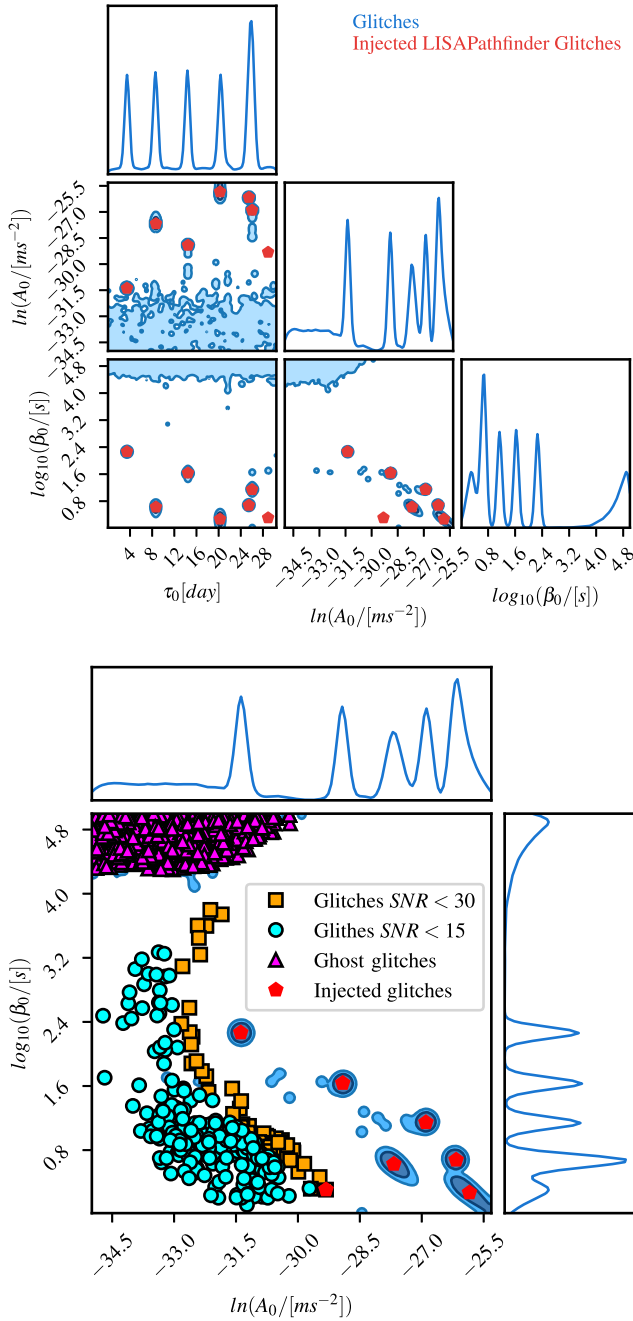 Glitches
Injected LISAPathfinder Glitches
ln(A₀/[ms⁻²])
−25.5
−27.0
−28.5
−30.0
−31.5
−33.0
−34.5
log₁₀(β₀/[s])
4.8
4.0
3.2
2.4
1.6
0.8
4 8 12 16 20 24 28
τ₀[day]
−34.5 −33.0 −31.5 −30.0 −28.5 −27.0 −25.5
ln(A₀/[ms⁻²])
0.8 1.6 2.4 3.2 4.0 4.8
log₁₀(β₀/[s])
log₁₀(β₀/[s])
4.8
4.0
3.2
2.4
1.6
0.8
Glitches SNR < 30
Glithes SNR < 15
Ghost glitches
Injected glitches
−34.5 −33.0 −31.5 −30.0 −28.5 −27.0 −25.5
ln(A₀/[ms⁻²])